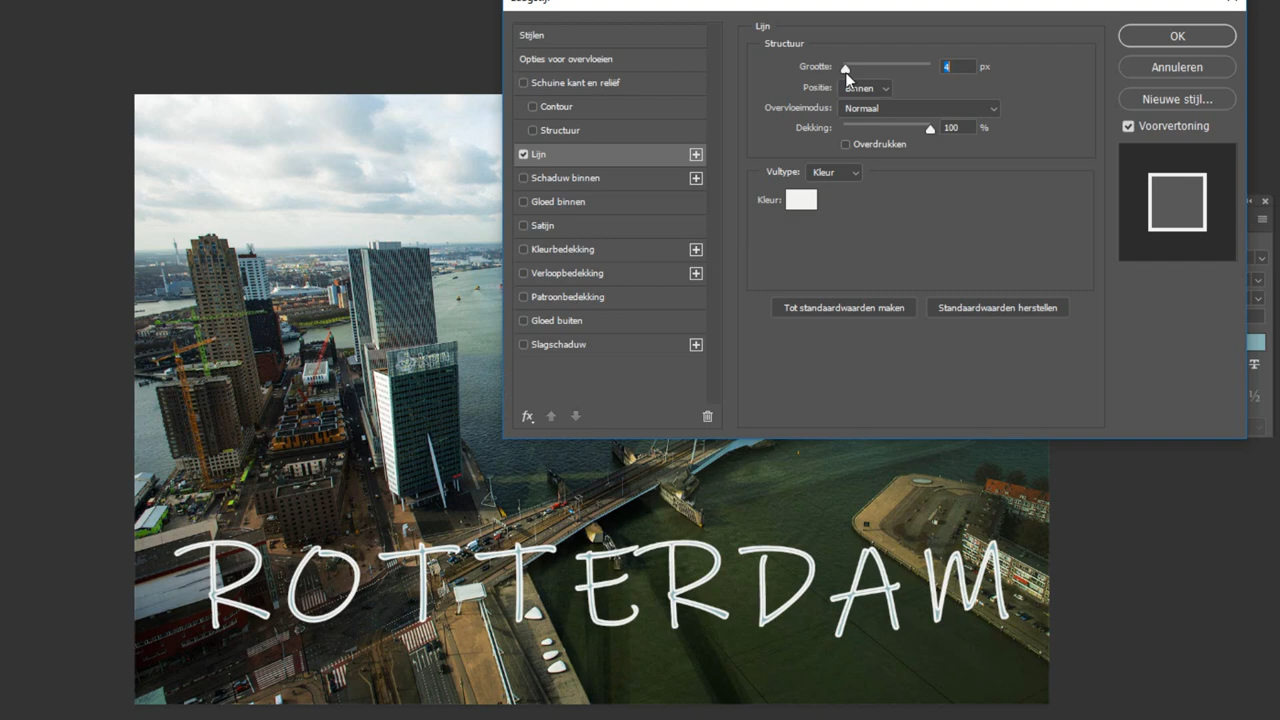 Lijn
Stijlen
Structuur
OK
Opties voor overvloeien
Grootte: 4 px
Annuleren
Schuine kant en reliëf
Positie: Binnen
Contour
Overvloeimodus: Normaal
Nieuwe stijl...
Structuur
Dekking: 100 %
Voorvertoning
Overdrukken
Lijn
Vultype: Kleur
Schaduw binnen
Kleur:
Gloed binnen
Satijn
Kleurbedekking
Verloopbedekking
Patroonbedekking
Tot standaardwaarden maken
Standaardwaarden herstellen
Gloed buiten
Slagschaduw
fx
ROTTERDAM